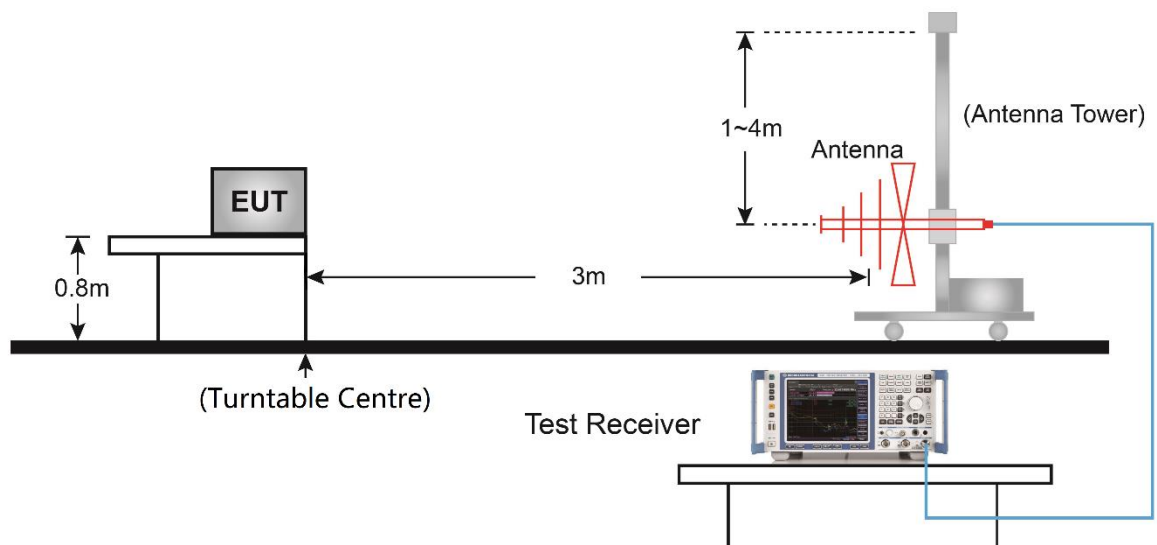 1~4m
(Antenna Tower)
Antenna
EUT
0.8m
3m
(Turntable Centre)
Test Receiver